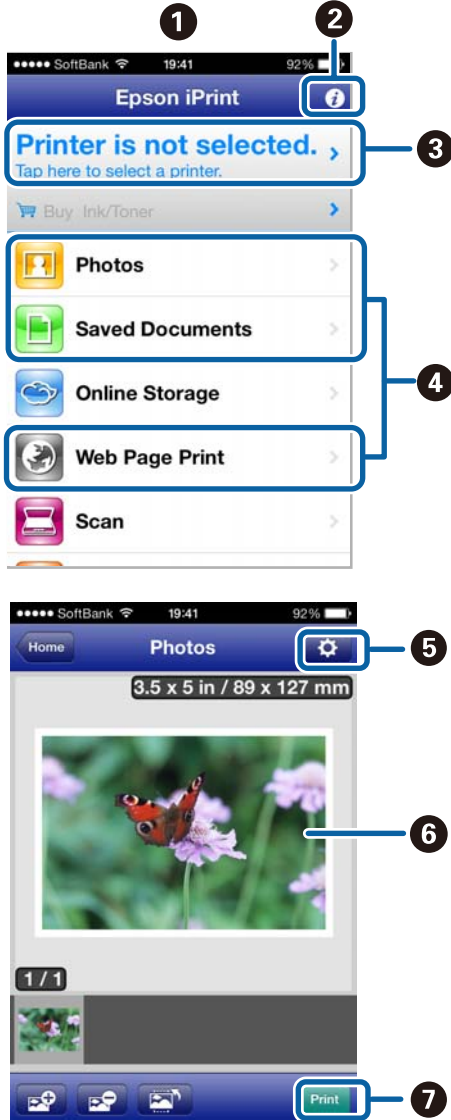 1
2
SoftBank 19:41 92%
Epson iPrint i
Printer is not selected.
Tap here to select a printer.
3
Buy Ink/Toner
Photos
Saved Documents
Online Storage
4
Web Page Print
Scan
SoftBank 19:41 92%
Home Photos
5
3.5 x 5 in / 89 x 127 mm
6
1 / 1
Print
7